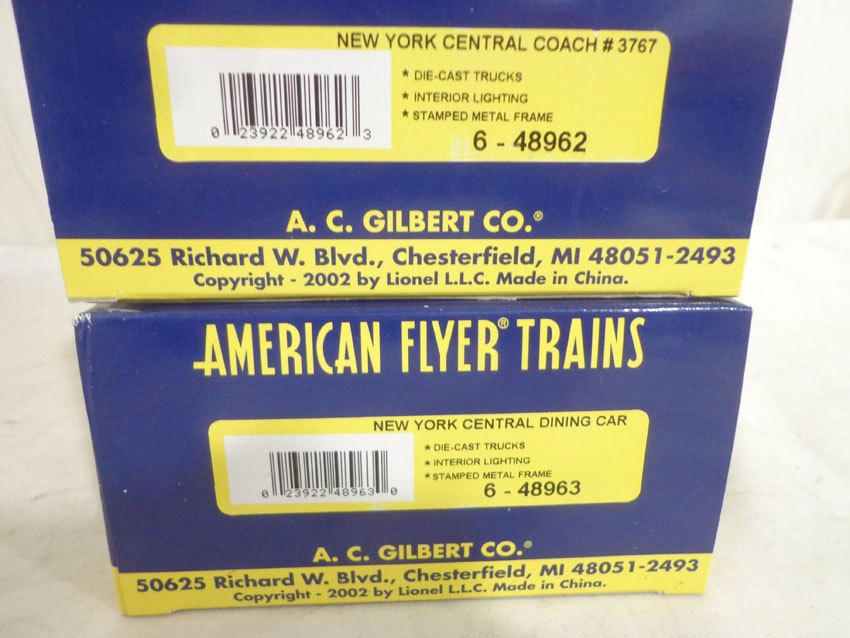 NEW YORK CENTRAL COACH # 3767
* DIE-CAST TRUCKS
* INTERIOR LIGHTING
* STAMPED METAL FRAME
0 23922 48962 3
6 - 48962
A. C. GILBERT CO.®
50625 Richard W. Blvd., Chesterfield, MI 48051-2493
Copyright - 2002 by Lionel L.L.C. Made in China.
AMERICAN FLYER® TRAINS
NEW YORK CENTRAL DINING CAR
* DIE-CAST TRUCKS
* INTERIOR LIGHTING
* STAMPED METAL FRAME
0 23922 48963 0
6 - 48963
A. C. GILBERT CO.®
50625 Richard W. Blvd., Chesterfield, MI 48051-2493
Copyright - 2002 by Lionel L.L.C. Made in China.